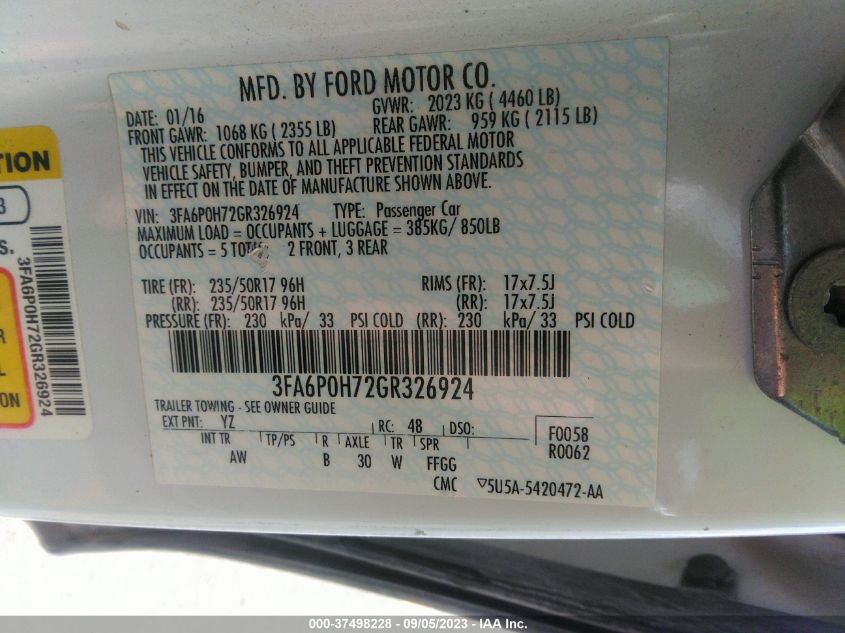 MFD. BY FORD MOTOR CO.
DATE: 01/16 GVWR: 2023 KG ( 4460 LB)
FRONT GAWR: 1068 KG ( 2355 LB) REAR GAWR: 959 KG ( 2115 LB)
THIS VEHICLE CONFORMS TO ALL APPLICABLE FEDERAL MOTOR
VEHICLE SAFETY, BUMPER, AND THEFT PREVENTION STANDARDS
IN EFFECT ON THE DATE OF MANUFACTURE SHOWN ABOVE.
VIN: 3FA6P0H72GR326924 TYPE: Passenger Car
MAXIMUM LOAD = OCCUPANTS + LUGGAGE = 385KG/ 850LB
OCCUPANTS = 5 TOTAL 2 FRONT, 3 REAR
TIRE (FR): 235/50R17 96H RIMS (FR): 17x7.5J
(RR): 235/50R17 96H (RR): 17x7.5J
PRESSURE (FR): 230 kPa/ 33 PSI COLD (RR): 230 kPa/ 33 PSI COLD
3FA6P0H72GR326924
TRAILER TOWING - SEE OWNER GUIDE
EXT PNT: YZ RC: 48 DSO:
INT TR TP/PS R AXLE TR SPR
AW B 30 W FFGG
F0058
R0062
CMC ▽5U5A-5420472-AA
TION
3
S.
3FA6P0H72GR326924
R
L
ON
000-37498228 - 09/05/2023 - © IAA Inc.